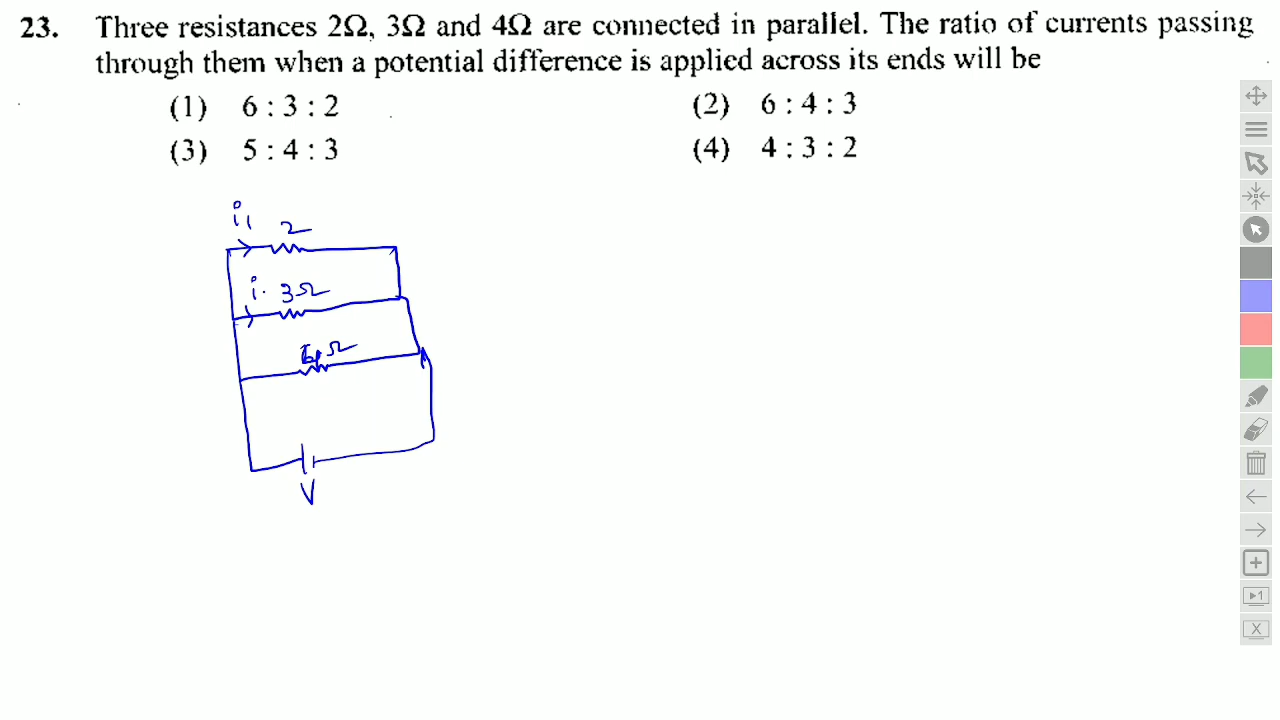 23. Three resistances 2Ω, 3Ω and 4Ω are connected in parallel. The ratio of currents passing
through them when a potential difference is applied across its ends will be
(1) 6 : 3 : 2 (2) 6 : 4 : 3
(3) 5 : 4 : 3 (4) 4 : 3 : 2
i₁ 2
i. 3Ω
Ω
V
1
X